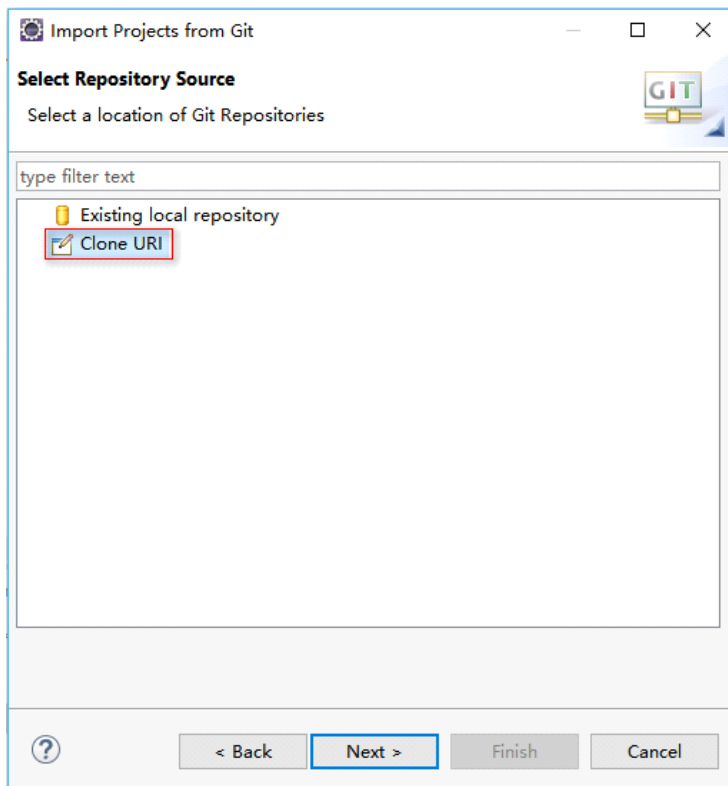 Import Projects from Git
Select Repository Source
Select a location of Git Repositories
GIT
type filter text
Existing local repository
Clone URI
?
< Back
Next >
Finish
Cancel